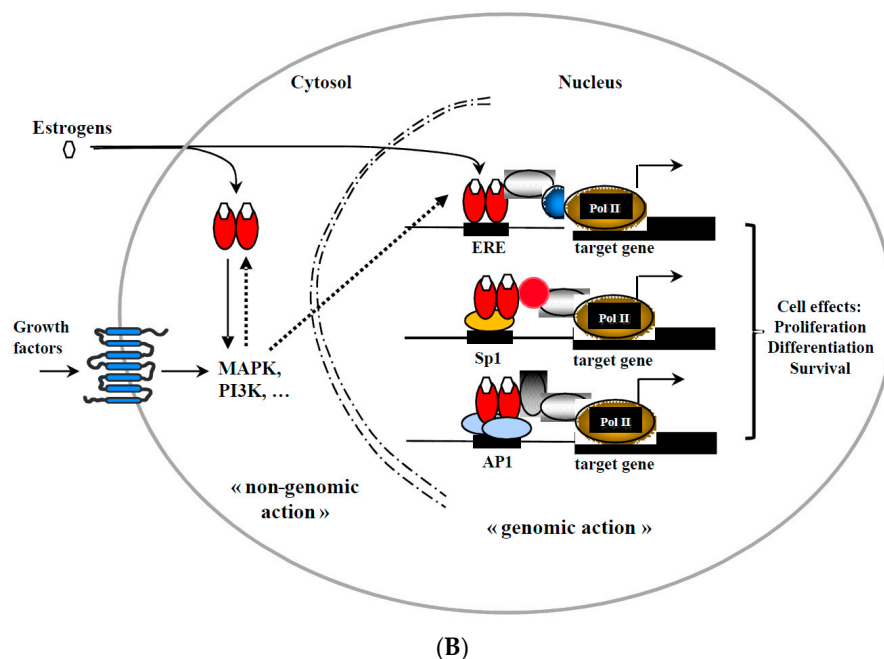 Cytosol
Nucleus
Estrogens
Pol II
ERE
target gene
Pol II
Sp1
target gene
Cell effects:
Proliferation
Differentiation
Survival
Growth
factors
MAPK,
PI3K, ...
Pol II
AP1
target gene
« non-genomic
action »
« genomic action »
(B)